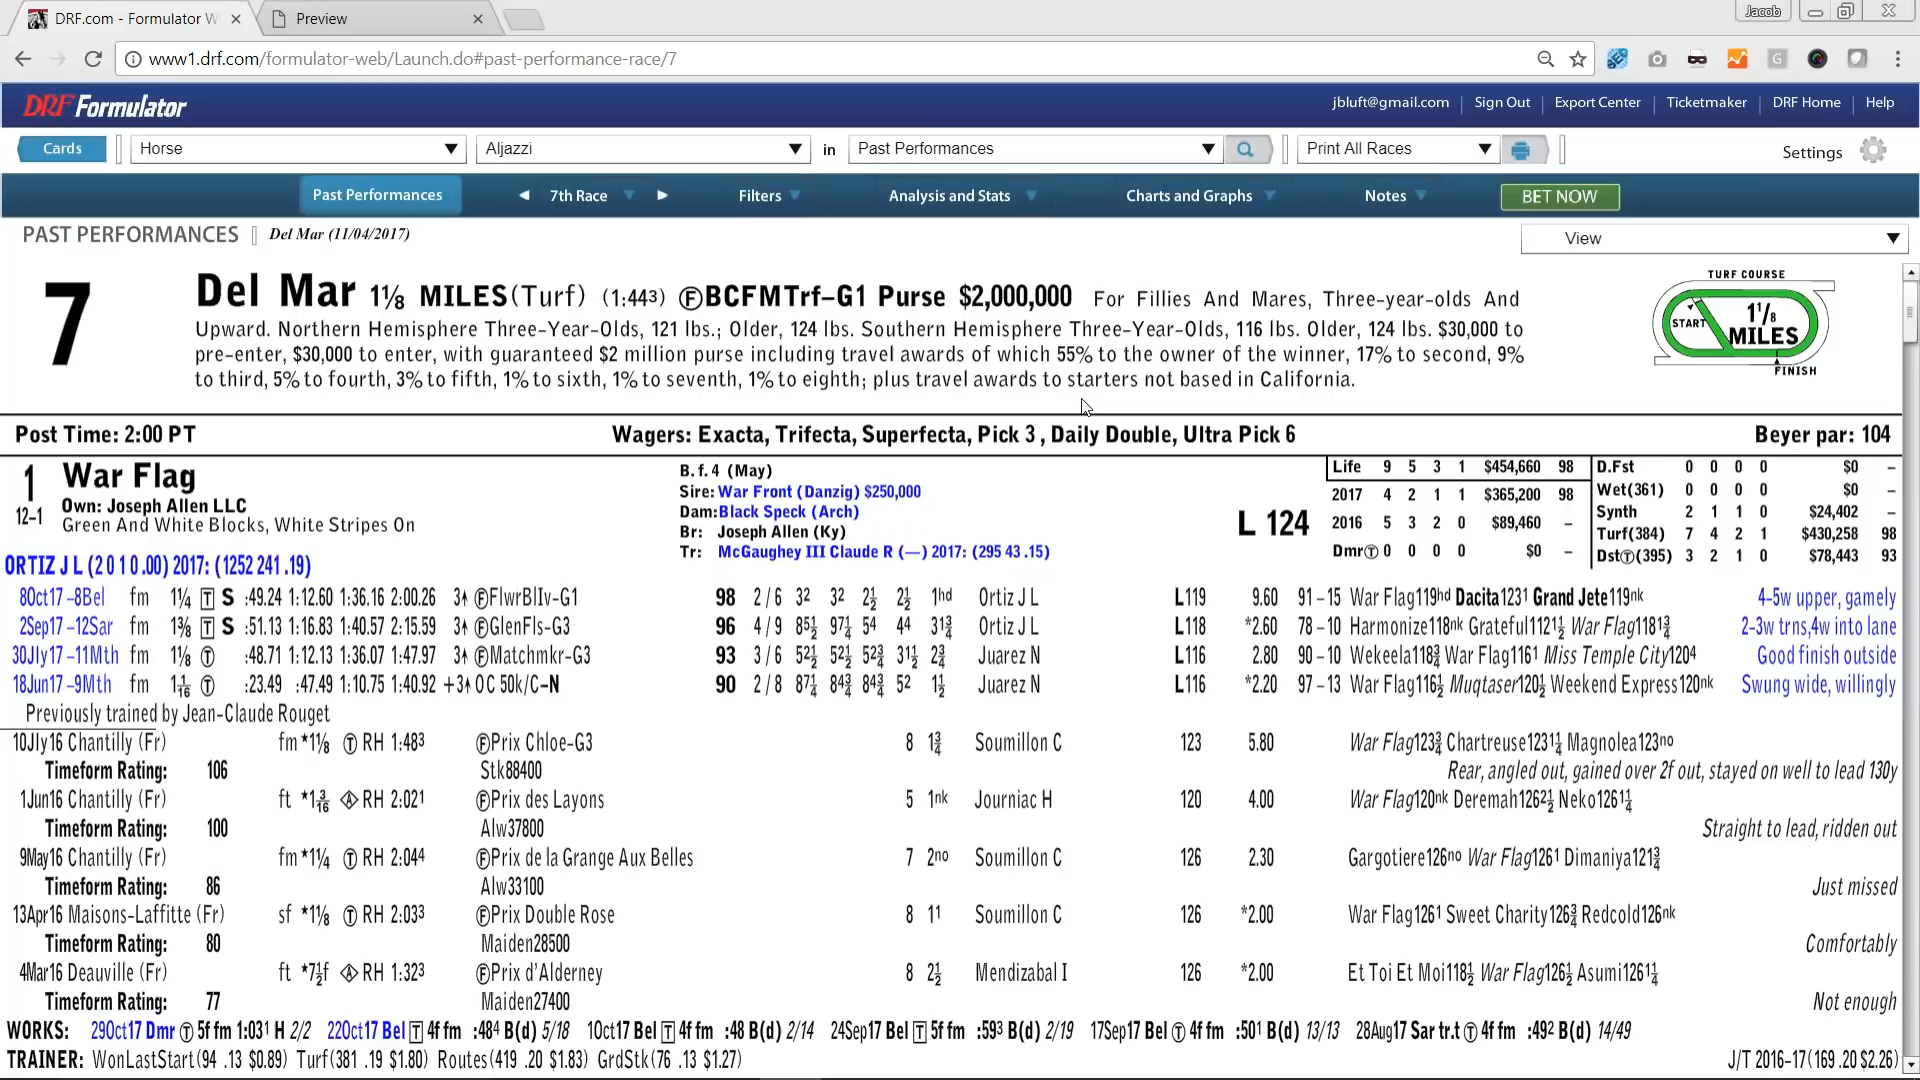 DRF.com - Formulator W
Preview
Jacob
www1.drf.com/formulator-web/Launch.do#past-performance-race/7
DRF Formulator
jbluft@gmail.com Sign Out Export Center Ticketmaker DRF Home Help
Cards Horse Aljazzi in Past Performances Print All Races Settings
Past Performances 7th Race Filters Analysis and Stats Charts and Graphs Notes BET NOW
PAST PERFORMANCES Del Mar (11/04/2017) View
7 Del Mar 1⅛ MILES(Turf) (1:44³) ⒻBCFMTrf–G1 Purse $2,000,000 For Fillies And Mares, Three-year-olds And
Upward. Northern Hemisphere Three-Year-Olds, 121 lbs.; Older, 124 lbs. Southern Hemisphere Three-Year-Olds, 116 lbs. Older, 124 lbs. $30,000 to
pre-enter, $30,000 to enter, with guaranteed $2 million purse including travel awards of which 55% to the owner of the winner, 17% to second, 9%
to third, 5% to fourth, 3% to fifth, 1% to sixth, 1% to seventh, 1% to eighth; plus travel awards to starters not based in California.
TURF COURSE
START 1⅛ MILES
FINISH
Post Time: 2:00 PT Wagers: Exacta, Trifecta, Superfecta, Pick 3 , Daily Double, Ultra Pick 6 Beyer par: 104
1 War Flag
12–1 Own: Joseph Allen LLC
Green And White Blocks, White Stripes On
ORTIZ J L (2 0 1 0 .00) 2017: (1252 241 .19)
B. f. 4 (May)
Sire: War Front (Danzig) $250,000
Dam: Black Speck (Arch)
Br: Joseph Allen (Ky)
Tr: McGaughey III Claude R (—) 2017: (295 43 .15)
L 124
Life 9 5 3 1 $454,660 98
2017 4 2 1 1 $365,200 98
2016 5 3 2 0 $89,460 –
DmrⓉ 0 0 0 0 $0 –
D.Fst 0 0 0 0 $0 –
Wet(361) 0 0 0 0 $0 –
Synth 2 1 1 0 $24,402 –
Turf(384) 7 4 2 1 $430,258 98
DstⓉ(395) 3 2 1 0 $78,443 93
8Oct17–8Bel fm 1¼ 🅃 S :49.24 1:12.60 1:36.16 2:00.26 3↑ ⒻFlwrBlIv–G1 98 2/6 3² 3² 2½ 2½ 1hd Ortiz J L L119 9.60 91–15 War Flag119hd Dacita123¹ Grand Jete119nk 4–5w upper, gamely
2Sep17–12Sar fm 1⅜ 🅃 S :51.13 1:16.83 1:40.57 2:15.59 3↑ ⒻGlenFls–G3 96 4/9 85½ 97¼ 5⁴ 4⁴ 31¾ Ortiz J L L118 *2.60 78–10 Harmonize118nk Grateful1121½ War Flag1181¾ 2–3w trns,4w into lane
30Jly17–11Mth fm 1⅛ Ⓣ :48.71 1:12.13 1:36.07 1:47.97 3↑ ⒻMatchmkr–G3 93 3/6 52½ 52½ 52¾ 31½ 2¾ Juarez N L116 2.80 90–10 Wekeela118¾ War Flag116¹ Miss Temple City120⁴ Good finish outside
18Jun17–9Mth fm 1 1/16 Ⓣ :23.49 :47.49 1:10.75 1:40.92 +3↑ OC 50k/C–N 90 2/8 87¼ 84¾ 84¾ 5² 1½ Juarez N L116 *2.20 97–13 War Flag116½ Muqtaser120½ Weekend Express120nk Swung wide, willingly
Previously trained by Jean-Claude Rouget
10Jly16 Chantilly (Fr) fm *1⅛ Ⓣ RH 1:48³ ⒻPrix Chloe–G3 8 1¾ Soumillon C 123 5.80 War Flag123¾ Chartreuse1231¼ Magnolea123no
Timeform Rating: 106 Stk88400 Rear, angled out, gained over 2f out, stayed on well to lead 130y
1Jun16 Chantilly (Fr) ft *1 3/16 RH 2:02¹ ⒻPrix des Layons 5 1nk Journiac H 120 4.00 War Flag120nk Deremah1262½ Neko1261¼
Timeform Rating: 100 Alw37800 Straight to lead, ridden out
9May16 Chantilly (Fr) fm *1¼ Ⓣ RH 2:04⁴ ⒻPrix de la Grange Aux Belles 7 2no Soumillon C 126 2.30 Gargotiere126no War Flag126¹ Dimaniya121¾
Timeform Rating: 86 Alw33100 Just missed
13Apr16 Maisons-Laffitte (Fr) sf *1⅛ Ⓣ RH 2:03³ ⒻPrix Double Rose 8 1¹ Soumillon C 126 *2.00 War Flag126¹ Sweet Charity126¾ Redcold126nk
Timeform Rating: 80 Maiden28500 Comfortably
4Mar16 Deauville (Fr) ft *7½f RH 1:32³ ⒻPrix d'Alderney 8 2½ Mendizabal I 126 *2.00 Et Toi Et Moi118½ War Flag126½ Asumi1261¼
Timeform Rating: 77 Maiden27400 Not enough
WORKS: 29Oct17 Dmr Ⓣ 5f fm 1:03¹ H 2/2 22Oct17 Bel 🅃 4f fm :48⁴ B(d) 5/18 1Oct17 Bel 🅃 4f fm :48 B(d) 2/14 24Sep17 Bel 🅃 5f fm :59³ B(d) 2/19 17Sep17 Bel Ⓣ 4f fm :50¹ B(d) 13/13 28Aug17 Sar tr.t Ⓣ 4f fm :49² B(d) 14/49
TRAINER: WonLastStart(94 .13 $0.89) Turf(381 .19 $1.80) Routes(419 .20 $1.83) GrdStk(76 .13 $1.27) J/T 2016-17(169 .20 $2.26)